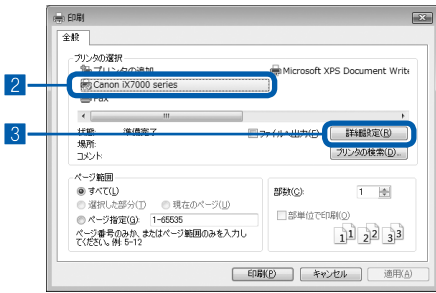 印刷
全般
プリンタの選択
プリンタの追加
Microsoft XPS Document Write
2
Canon iX7000 series
Fax
3
状態: 準備完了
ファイルへ出力(F)
詳細設定(R)
場所:
コメント:
プリンタの検索(D)...
ページ範囲
すべて(L)
選択した部分(T)
現在のページ(U)
ページ指定(G):
1-65535
ページ番号のみか、またはページ範囲のみを入力し
てください。例: 5-12
部数(C):
1
部単位で印刷(O)
1 1 2 2 3 3
印刷(P)
キャンセル
適用(A)